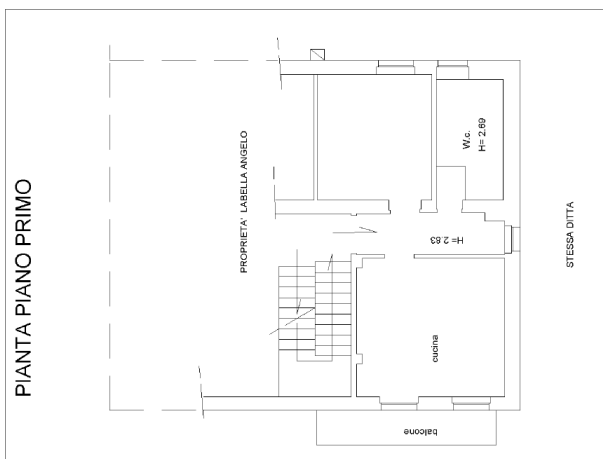 PIANTA PIANO PRIMO
PROPRIETA' LABELLA ANGELO
W.c.
H= 2.69
H= 2.83
STESSA DITTA
cucina
balcone